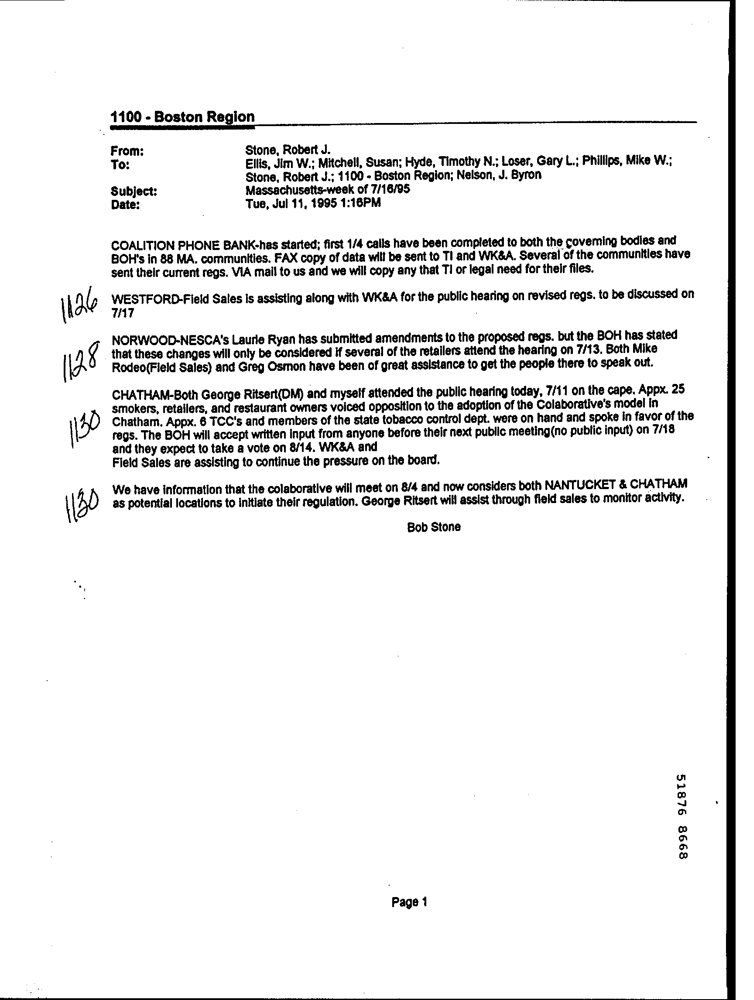 1100 - Boston Region
From: Stone, Robert J.
To: Ellis, Jim W.; Mitchell, Susan; Hyde, Timothy N.; Loser, Gary L.; Phillips, Mike W.;
Stone, Robert J.; 1100 - Boston Region; Nelson, J. Byron
Subject: Massachusetts-week of 7/16/95
Date: Tue, Jul 11, 1995 1:16PM
COALITION PHONE BANK-has started; first 1/4 calls have been completed to both the governing bodies and
BOH's in 88 MA. communities. FAX copy of data will be sent to TI and WK&A. Several of the communities have
sent their current regs. VIA mail to us and we will copy any that TI or legal need for their files.
1126
WESTFORD-Field Sales is assisting along with WK&A for the public hearing on revised regs. to be discussed on
7/17
1128
NORWOOD-NESCA's Laurie Ryan has submitted amendments to the proposed regs. but the BOH has stated
that these changes will only be considered if several of the retailers attend the hearing on 7/13. Both Mike
Rodeo(Field Sales) and Greg Osmon have been of great assistance to get the people there to speak out.
1130
CHATHAM-Both George Ritsert(DM) and myself attended the public hearing today, 7/11 on the cape. Appx. 25
smokers, retailers, and restaurant owners voiced opposition to the adoption of the Colaborative's model in
Chatham. Appx. 6 TCC's and members of the state tobacco control dept. were on hand and spoke in favor of the
regs. The BOH will accept written input from anyone before their next public meeting(no public input) on 7/18
and they expect to take a vote on 8/14. WK&A and
Field Sales are assisting to continue the pressure on the board.
1130
We have information that the colaborative will meet on 8/4 and now considers both NANTUCKET & CHATHAM
as potential locations to initiate their regulation. George Ritsert will assist through field sales to monitor activity.
Bob Stone
51876 8668
Page 1